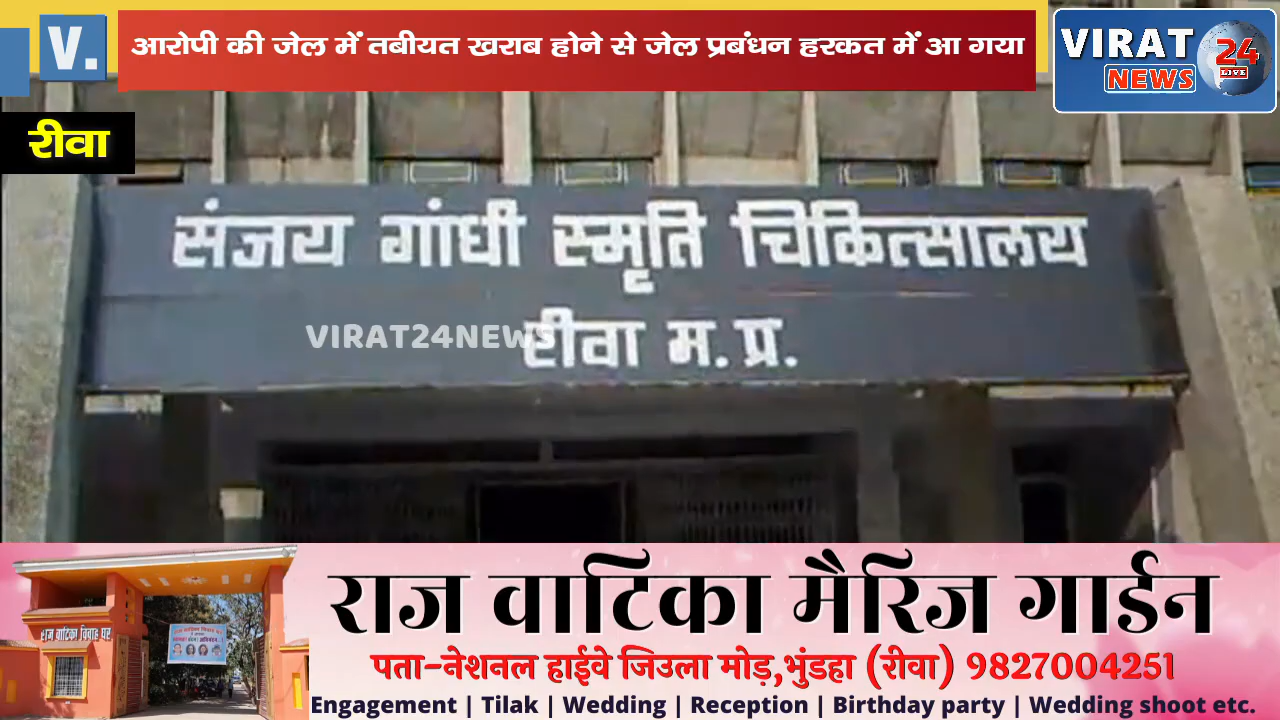 V.
आरोपी की जेल में तबीयत खराब होने से जेल प्रबंधन हरकत में आ गया
VIRAT
NEWS
24
LIVE
रीवा
संजय गांधी स्मृति चिकित्सालय
रीवा म. प्र.
VIRAT24NEWS
राज वाटिका मैरिज गार्डन
राज वाटिका विवाह घर
पता-नेशनल हाईवे जिउला मोड़,भुंडहा (रीवा) 9827004251
Engagement | Tilak | Wedding | Reception | Birthday party | Wedding shoot etc.